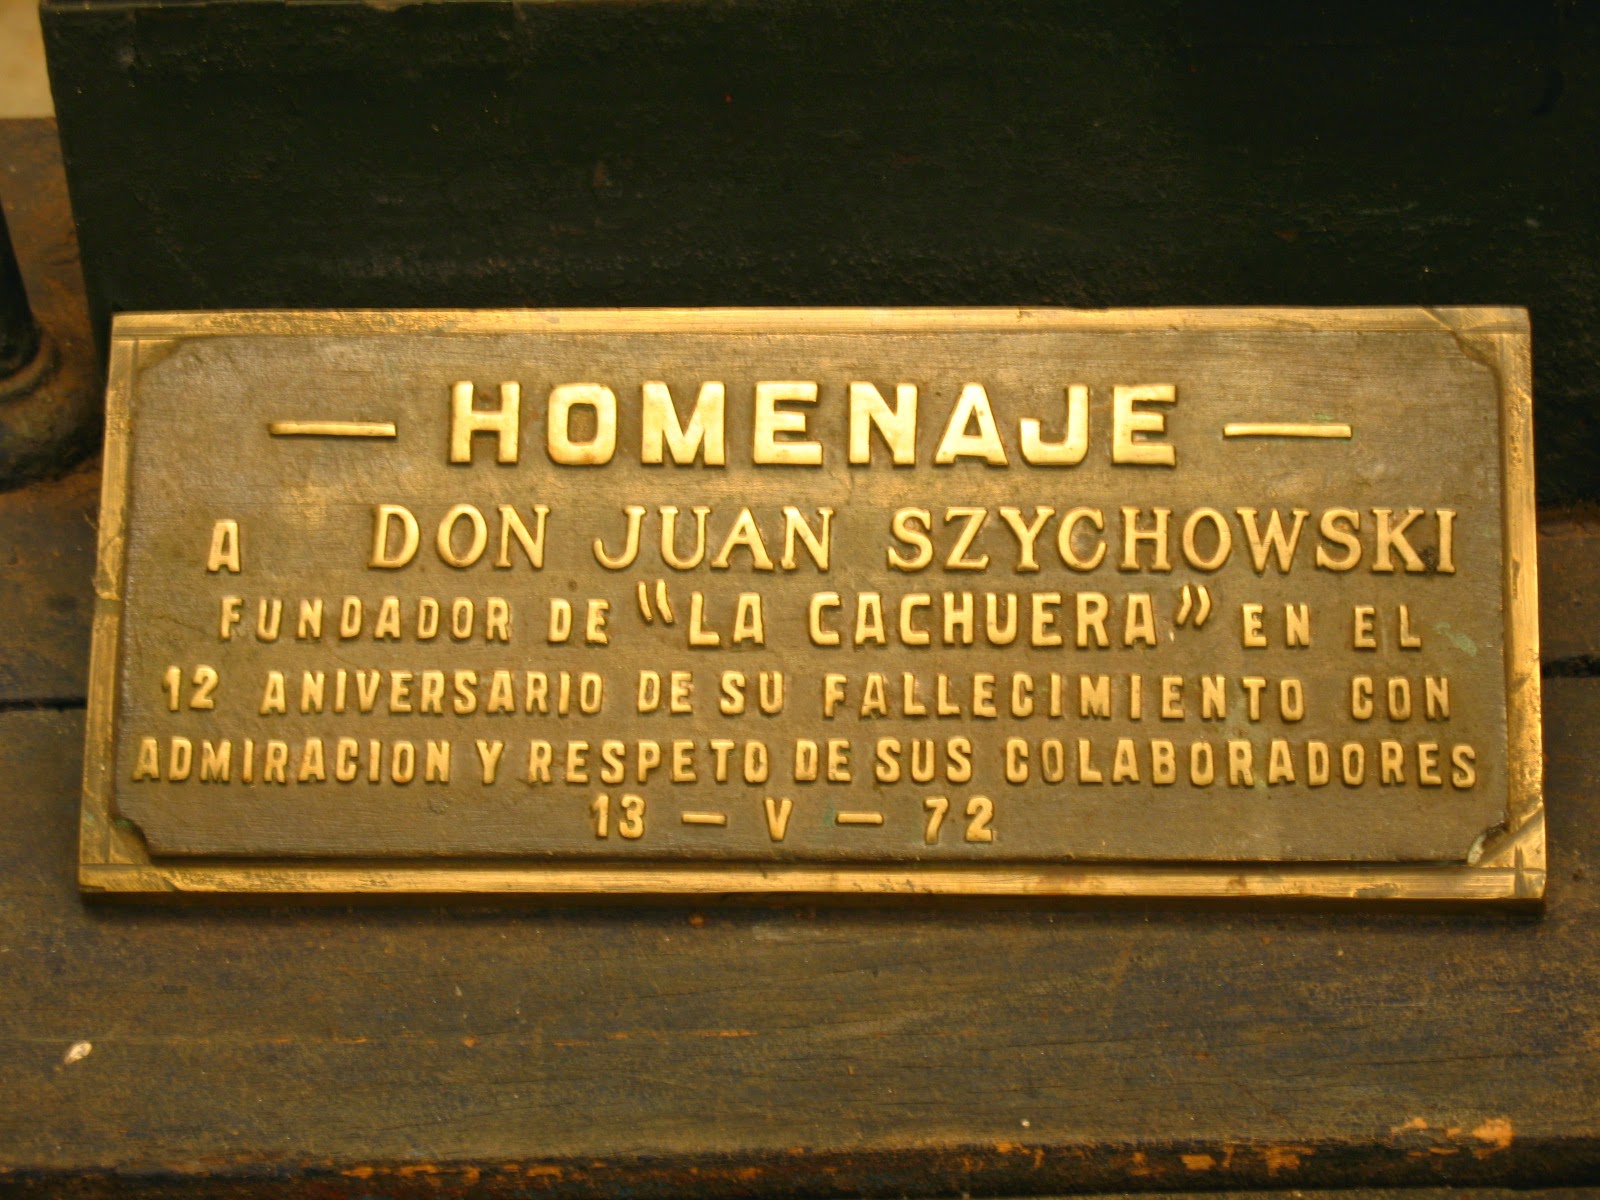 — HOMENAJE —
A DON JUAN SZYCHOWSKI
FUNDADOR DE "LA CACHUERA" EN EL
12 ANIVERSARIO DE SU FALLECIMIENTO CON
ADMIRACION Y RESPETO DE SUS COLABORADORES
13 — V — 72